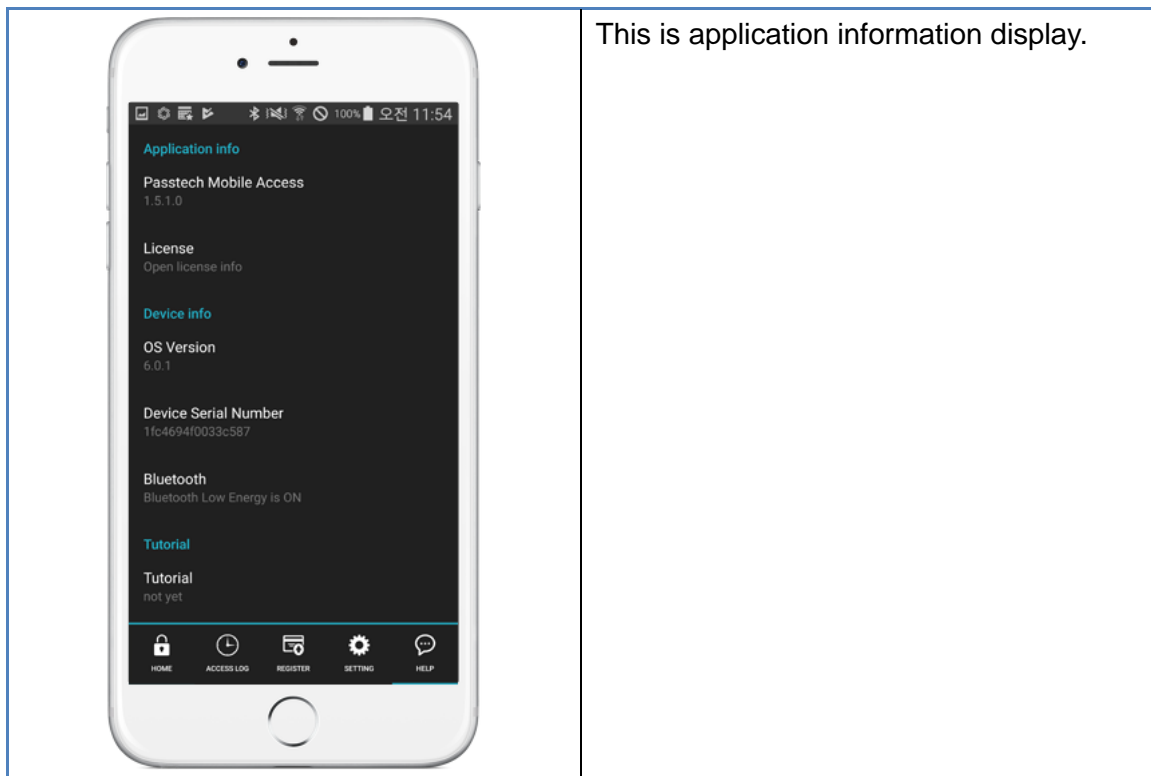 100% 오전 11:54
Application info
Passtech Mobile Access
1.5.1.0
License
Open license info
Device info
OS Version
6.0.1
Device Serial Number
1fc4694f0033c587
Bluetooth
Bluetooth Low Energy is ON
Tutorial
Tutorial
not yet
HOME ACCESS LOG REGISTER SETTING HELP
This is application information display.